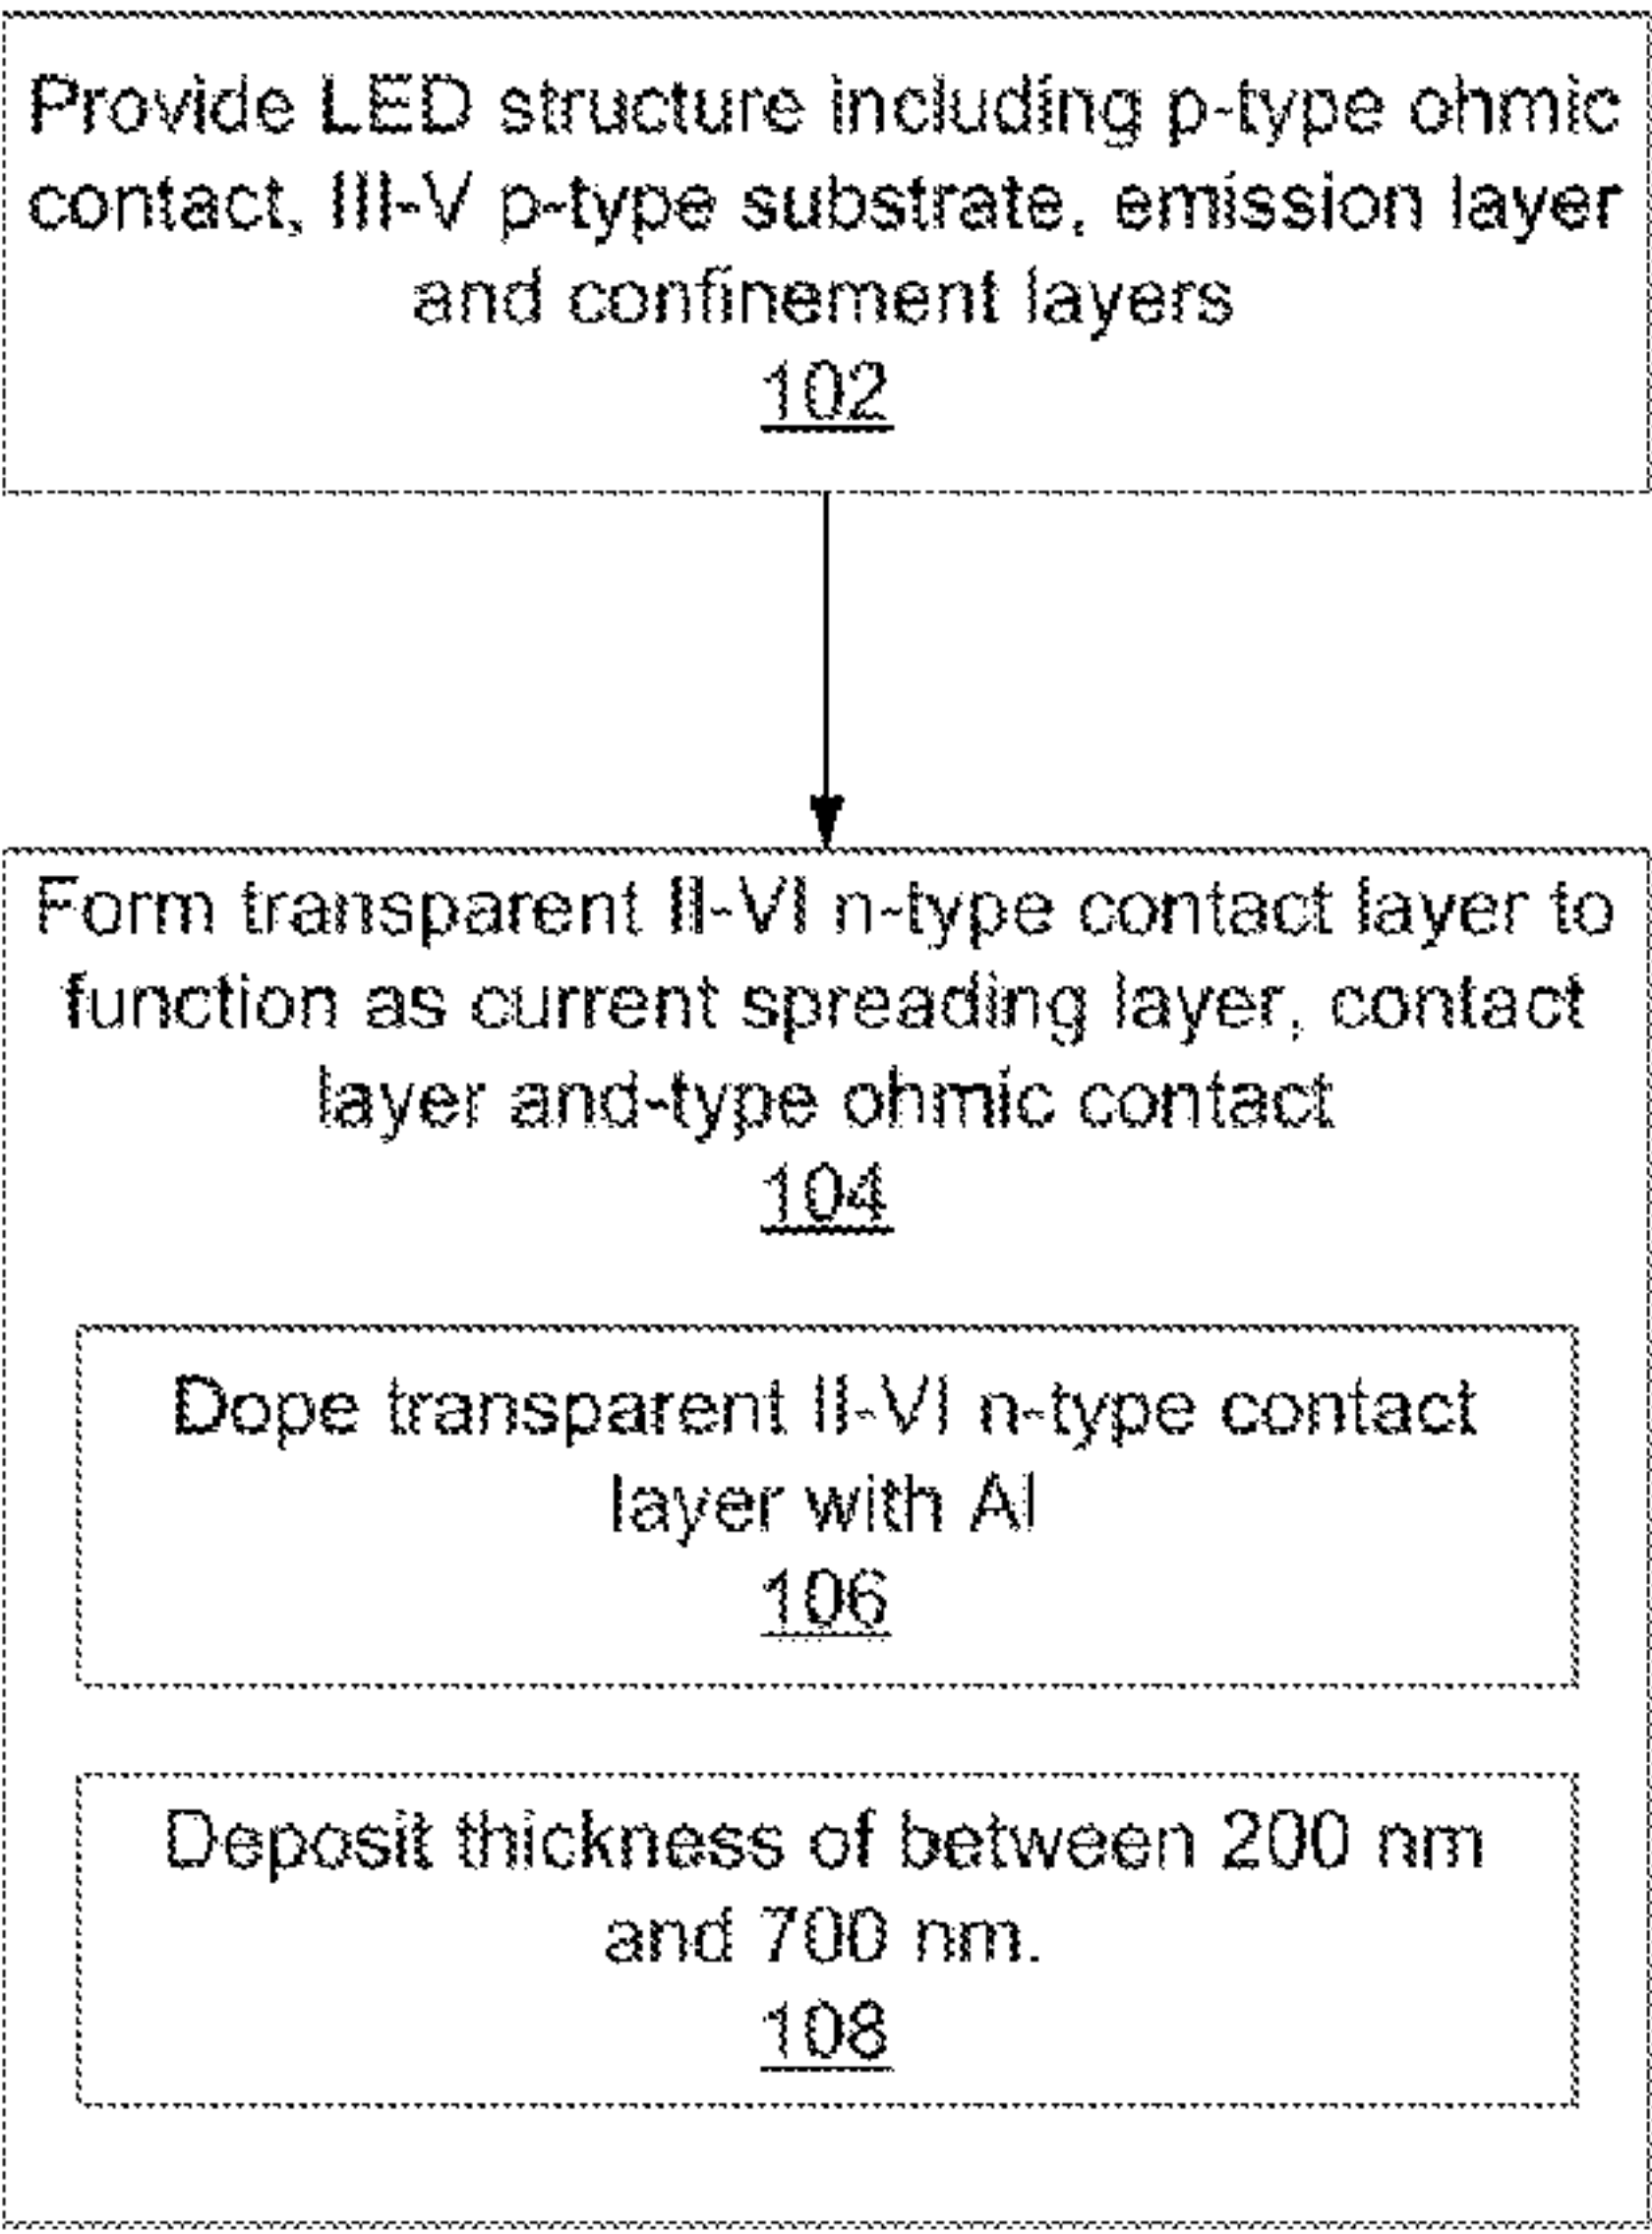 Provide LED structure including p-type ohmic
contact, III-V p-type substrate, emission layer
and confinement layers
102
Form transparent II-VI n-type contact layer to
function as current spreading layer, contact
layer and-type ohmic contact
104
Dope transparent II-VI n-type contact
layer with Al
106
Deposit thickness of between 200 nm
and 700 nm.
108